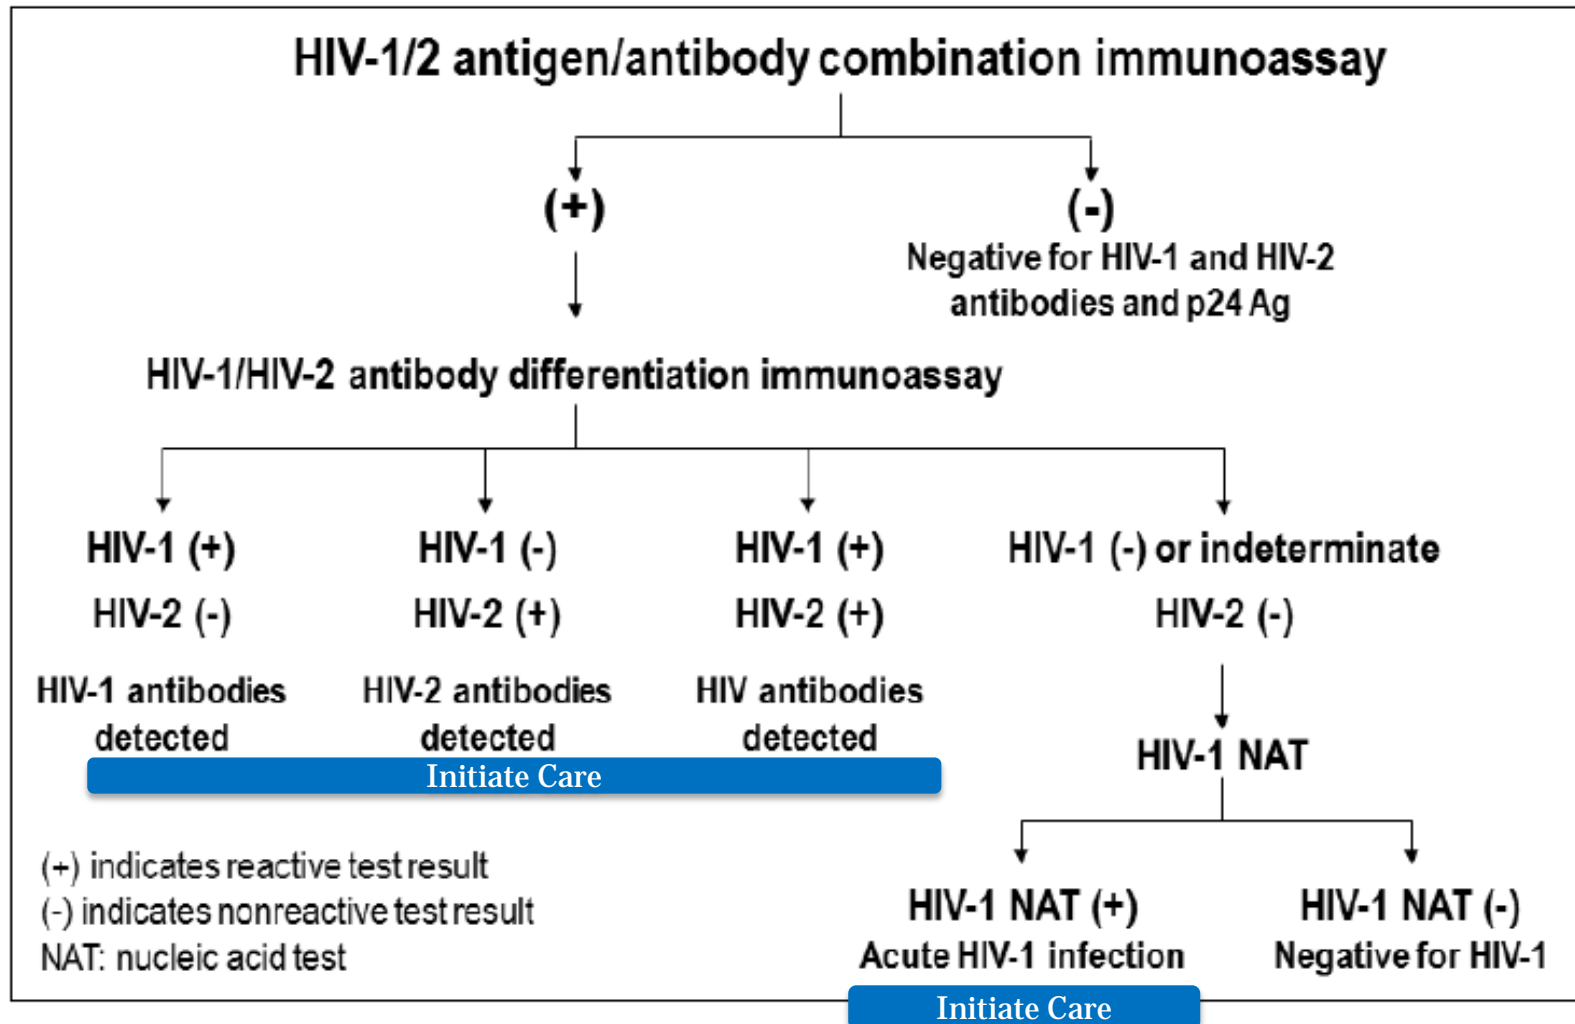 HIV-1/2 antigen/antibody combination immunoassay
(+)
(-)
Negative for HIV-1 and HIV-2
antibodies and p24 Ag
HIV-1/HIV-2 antibody differentiation immunoassay
HIV-1 (+)
HIV-2 (-)
HIV-1 antibodies
detected
HIV-1 (-)
HIV-2 (+)
HIV-2 antibodies
detected
HIV-1 (+)
HIV-2 (+)
HIV antibodies
detected
Initiate Care
HIV-1 (-) or indeterminate
HIV-2 (-)
HIV-1 NAT
HIV-1 NAT (+)
Acute HIV-1 infection
Initiate Care
HIV-1 NAT (-)
Negative for HIV-1
(+) indicates reactive test result
(-) indicates nonreactive test result
NAT: nucleic acid test